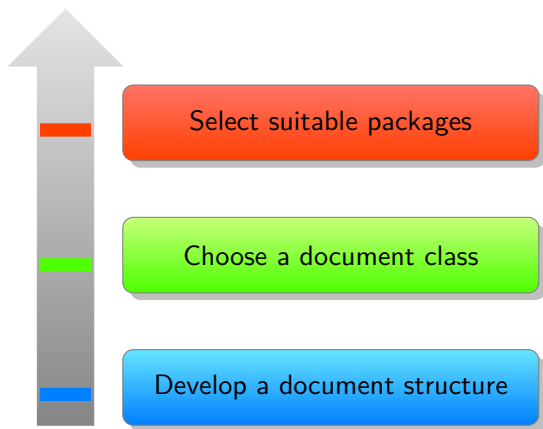 Select suitable packages
Choose a document class
Develop a document structure